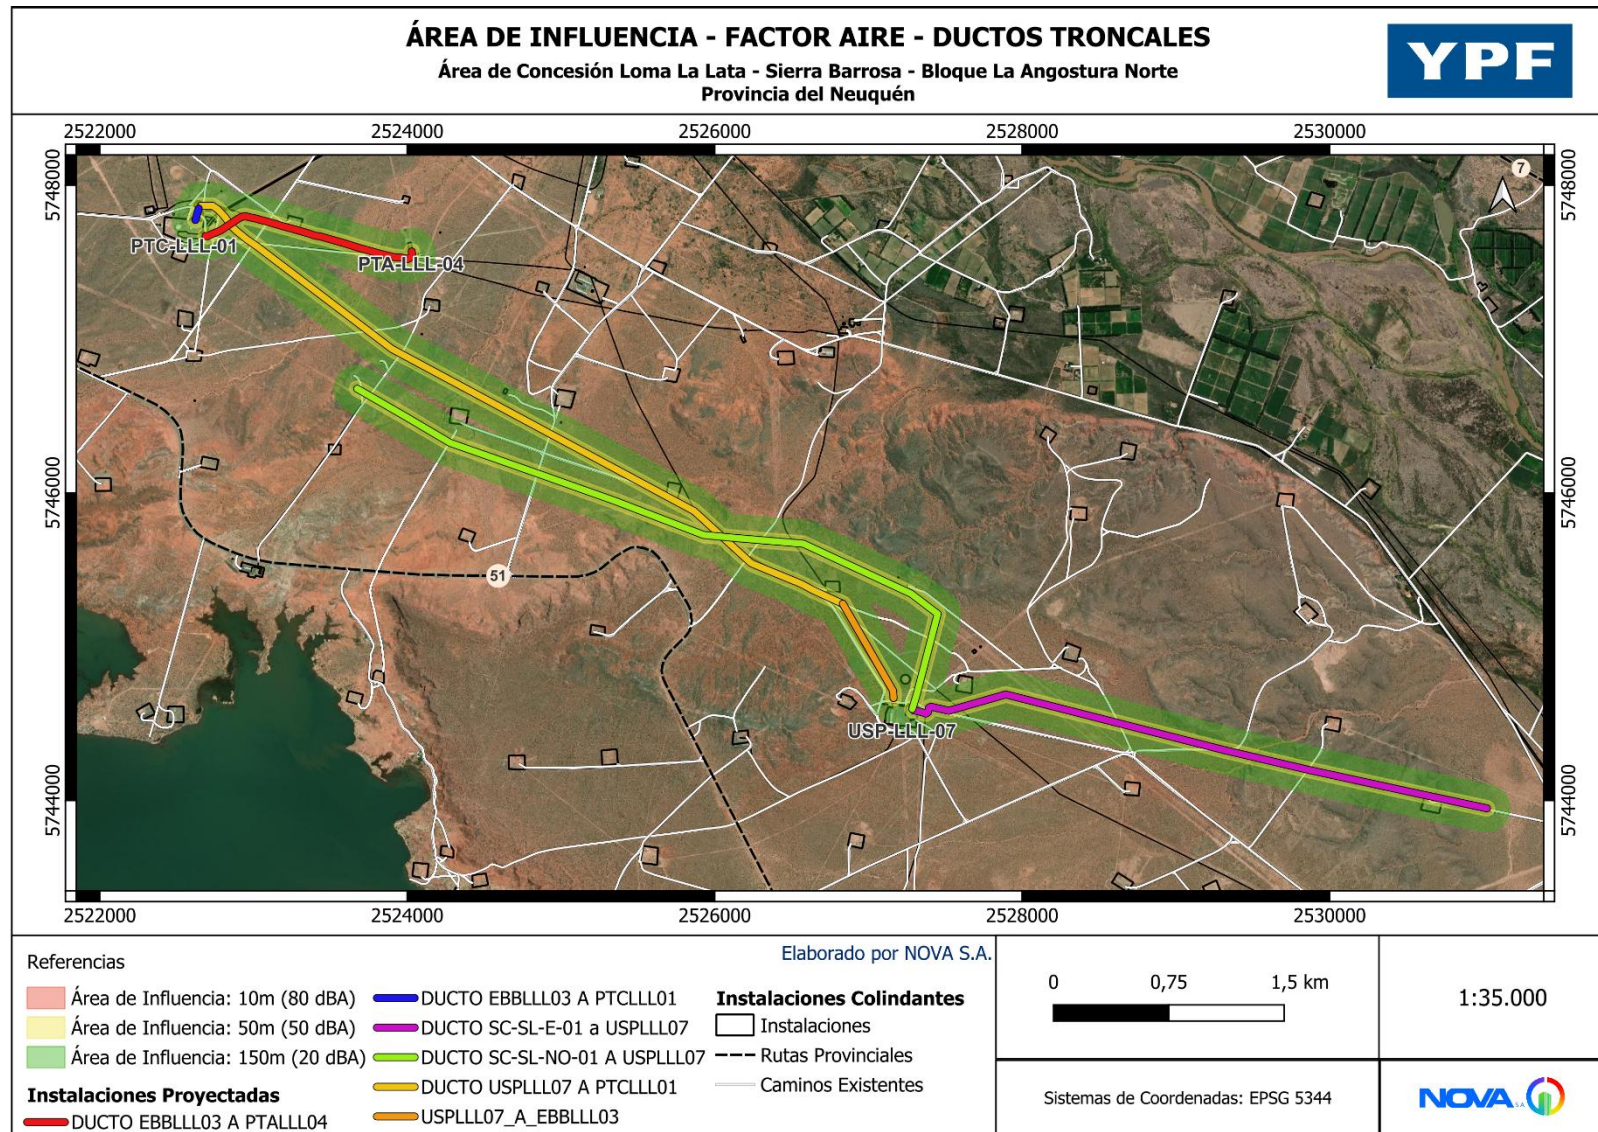 ÁREA DE INFLUENCIA - FACTOR AIRE - DUCTOS TRONCALES
Área de Concesión Loma La Lata - Sierra Barrosa - Bloque La Angostura Norte
Provincia del Neuquén
YPF
2522000
2524000
2526000
2528000
2530000
5748000
5748000
7
PTC-LLL-01
PTA-LLL-04
5746000
5746000
51
USP-LLL-07
5744000
5744000
2522000
2524000
2526000
2528000
2530000
Elaborado por NOVA S.A.
Referencias
Área de Influencia: 10m (80 dBA)
Área de Influencia: 50m (50 dBA)
Área de Influencia: 150m (20 dBA)
Instalaciones Proyectadas
DUCTO EBBLLL03 A PTALLL04
DUCTO EBBLLL03 A PTCLLL01
DUCTO SC-SL-E-01 a USPLLL07
DUCTO SC-SL-NO-01 A USPLLL07
DUCTO USPLLL07 A PTCLLL01
USPLLL07_A_EBBLLL03
Instalaciones Colindantes
Instalaciones
Rutas Provinciales
Caminos Existentes
0 0,75 1,5 km
1:35.000
Sistemas de Coordenadas: EPSG 5344
NOVA S.A.